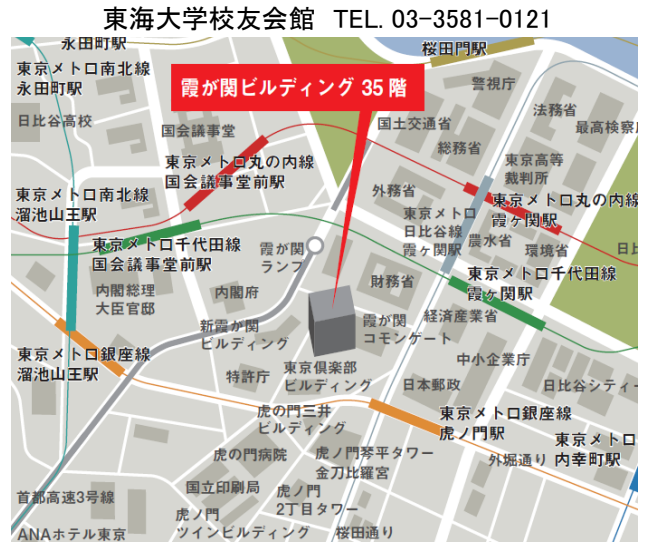 東海大学校友会館 TEL. 03-3581-0121
永田町駅
桜田門駅
東京メトロ南北線
永田町駅
霞が関ビルディング 35 階
警視庁
日比谷高校
国会議事堂
国土交通省
法務省
最高検察庁
総務省
東京メトロ丸の内線
国会議事堂前駅
東京高等
裁判所
外務省
東京メトロ南北線
溜池山王駅
東京メトロ丸の内線
霞ヶ関駅
東京メトロ
日比谷線
霞ヶ関駅
農水省
環境省
日比
東京メトロ千代田線
国会議事堂前駅
霞が関
ランプ
財務省
東京メトロ千代田線
霞ヶ関駅
内閣総理
大臣官邸
内閣府
経済産業省
新霞が関
ビルディング
霞が関
コモンゲート
東京メトロ銀座線
溜池山王駅
特許庁
東京倶楽部
ビルディング
中小企業庁
日本郵政
日比谷シティー
虎の門三井
ビルディング
東京メトロ銀座線
虎ノ門駅
東京メトロ
内幸町駅
虎の門病院
虎ノ門琴平タワー
金刀比羅宮
外堀通り
国立印刷局
虎ノ門
2丁目タワー
首都高速3号線
虎ノ門
ツインビルディング
桜田通り
ANAホテル東京